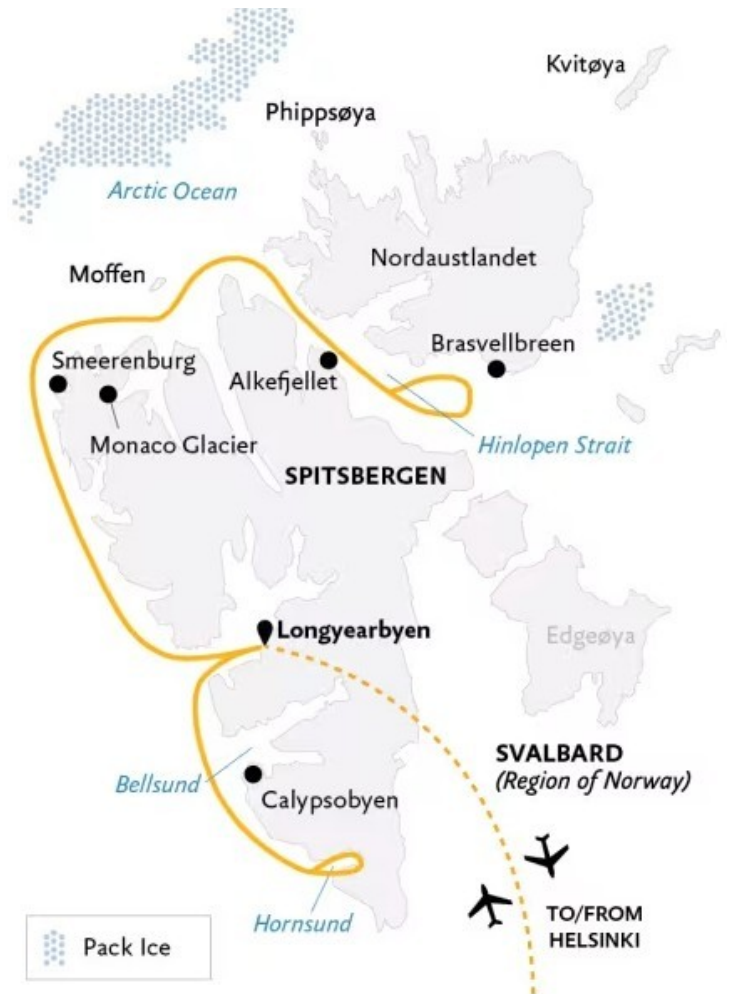 Kvitøya
Phippsøya
Arctic Ocean
Nordaustlandet
Moffen
Brasvellbreen
Smeerenburg
Alkefjellet
Monaco Glacier
Hinlopen Strait
SPITSBERGEN
Longyearbyen
Edgeøya
SVALBARD
(Region of Norway)
Bellsund
Calypsobyen
Hornsund
TO/FROM
HELSINKI
Pack Ice